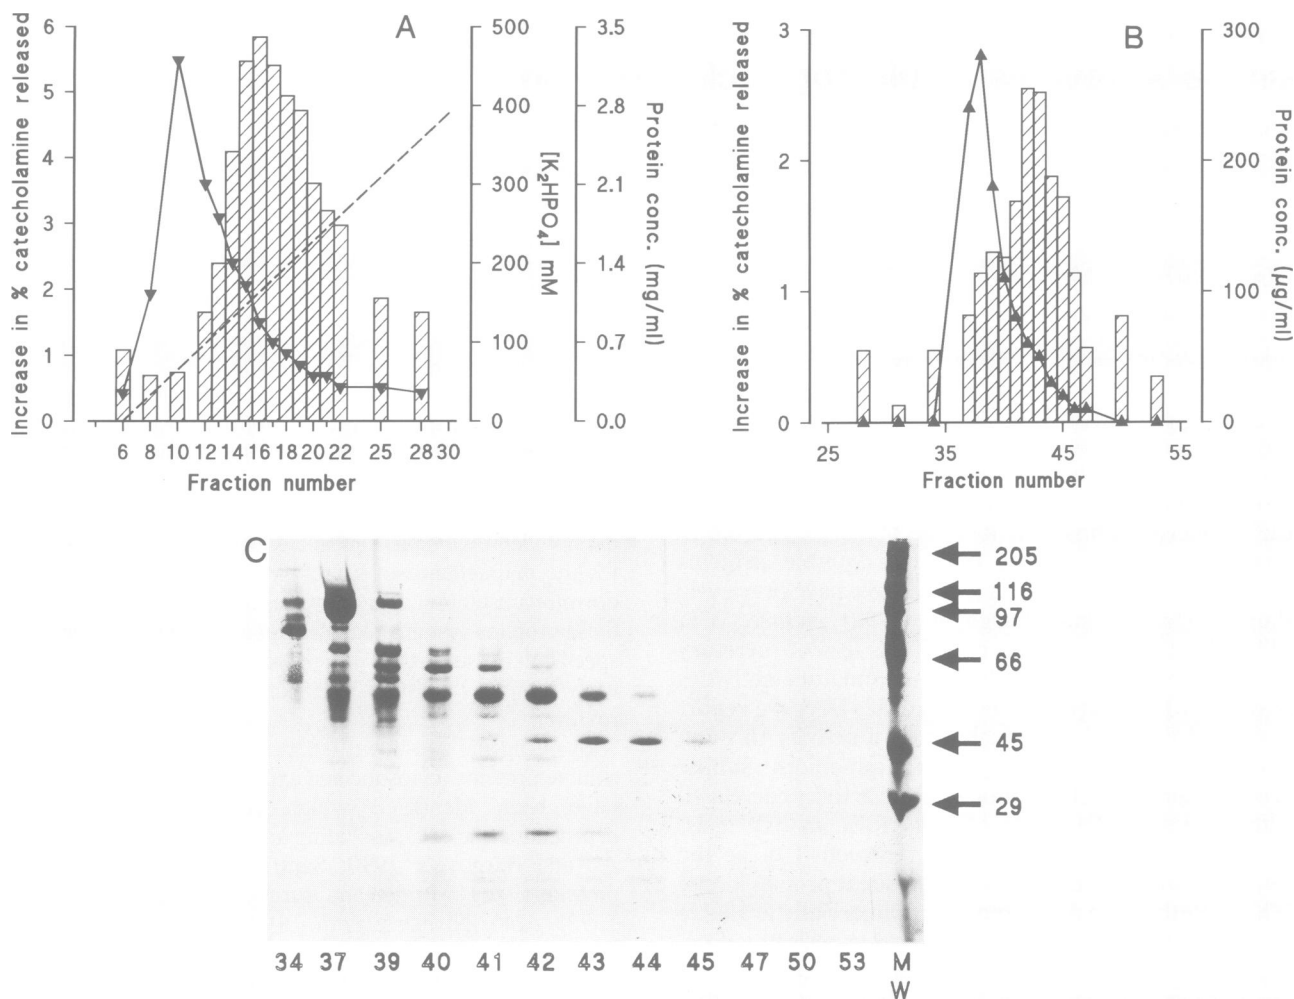 A
Increase in % catecholamine released
6
5
4
3
2
1
0
500
400
300
200
100
0
[K₂HPO₄] mM
3.5
2.8
2.1
1.4
0.7
0.0
Protein conc. (mg/ml)
6 8 10 12 14 16 18 20 22 25 28 30
Fraction number
B
Increase in % catecholamine released
3
2
1
0
300
200
100
0
Protein conc. (µg/ml)
25 35 45 55
Fraction number
C
205
116
97
66
45
29
34 37 39 40 41 42 43 44 45 47 50 53 M
W